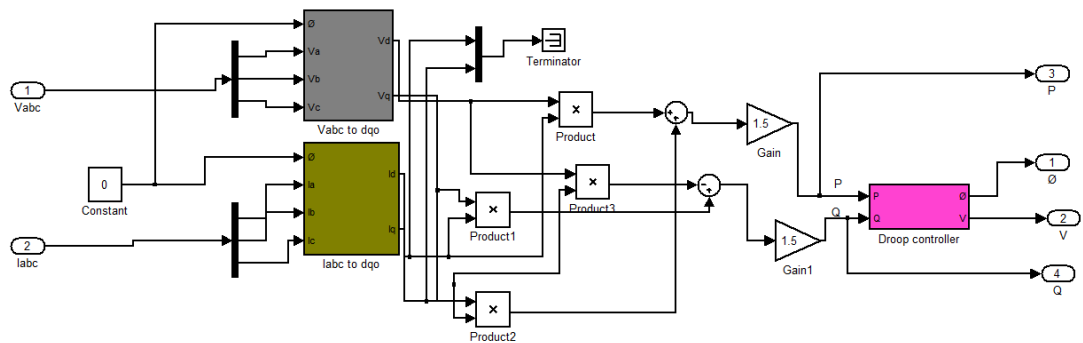 1
Vabc
2
Iabc
0
Constant
Ø
Va
Vb
Vc
Vd
Vq
Vabc to dqo
Ø
Ia
Ib
Ic
Id
Iq
Iabc to dqo
Terminator
×
Product
×
Product3
×
Product1
×
Product2
+
+
-
+
1.5
Gain
1.5
Gain1
P
Q
P
Q
Ø
V
Droop controller
3
P
1
Ø
2
V
4
Q